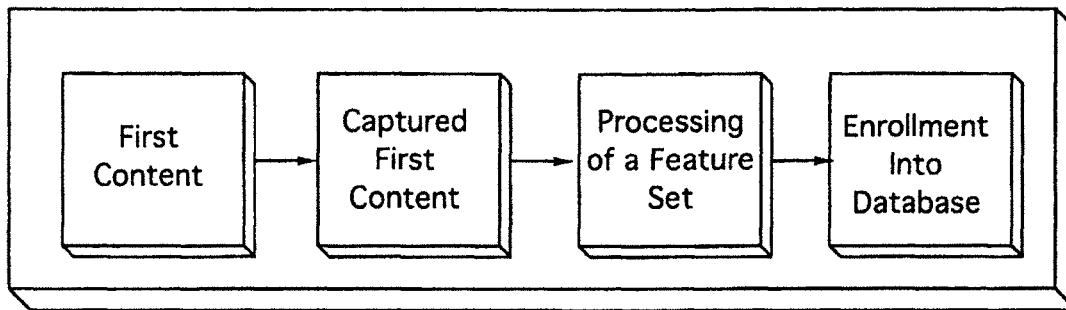 First
Content
Captured
First
Content
Processing
of a Feature
Set
Enrollment
Into
Database